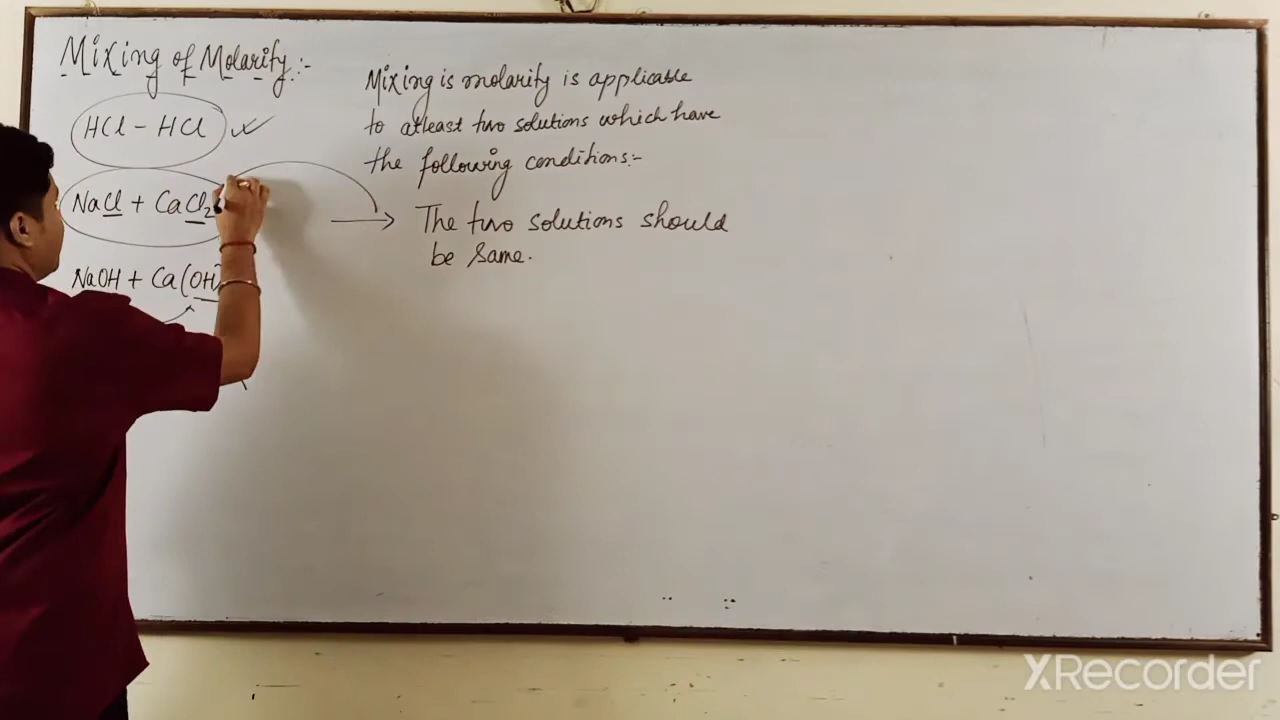 Mixing of Molarity:-
HCl - HCl ✓
NaCl + CaCl2
NaOH + Ca(OH)
Mixing is molarity is applicable
to atleast two solutions which have
the following conditions:-
→ The two solutions should
be same.
XRecorder